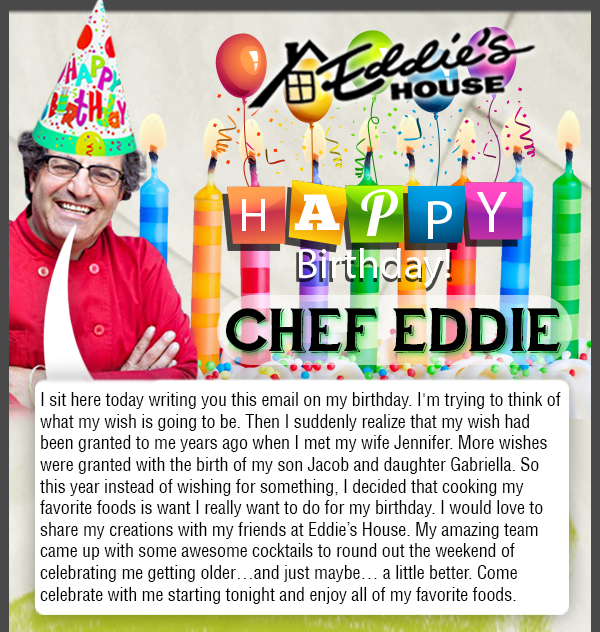 HAPPY
BiRTHDAY
Eddie's
HOUSE
HAPPY
Birthday!
CHEF EDDIE
I sit here today writing you this email on my birthday. I'm trying to think of
what my wish is going to be. Then I suddenly realize that my wish had
been granted to me years ago when I met my wife Jennifer. More wishes
were granted with the birth of my son Jacob and daughter Gabriella. So
this year instead of wishing for something, I decided that cooking my
favorite foods is want I really want to do for my birthday. I would love to
share my creations with my friends at Eddie’s House. My amazing team
came up with some awesome cocktails to round out the weekend of
celebrating me getting older…and just maybe… a little better. Come
celebrate with me starting tonight and enjoy all of my favorite foods.